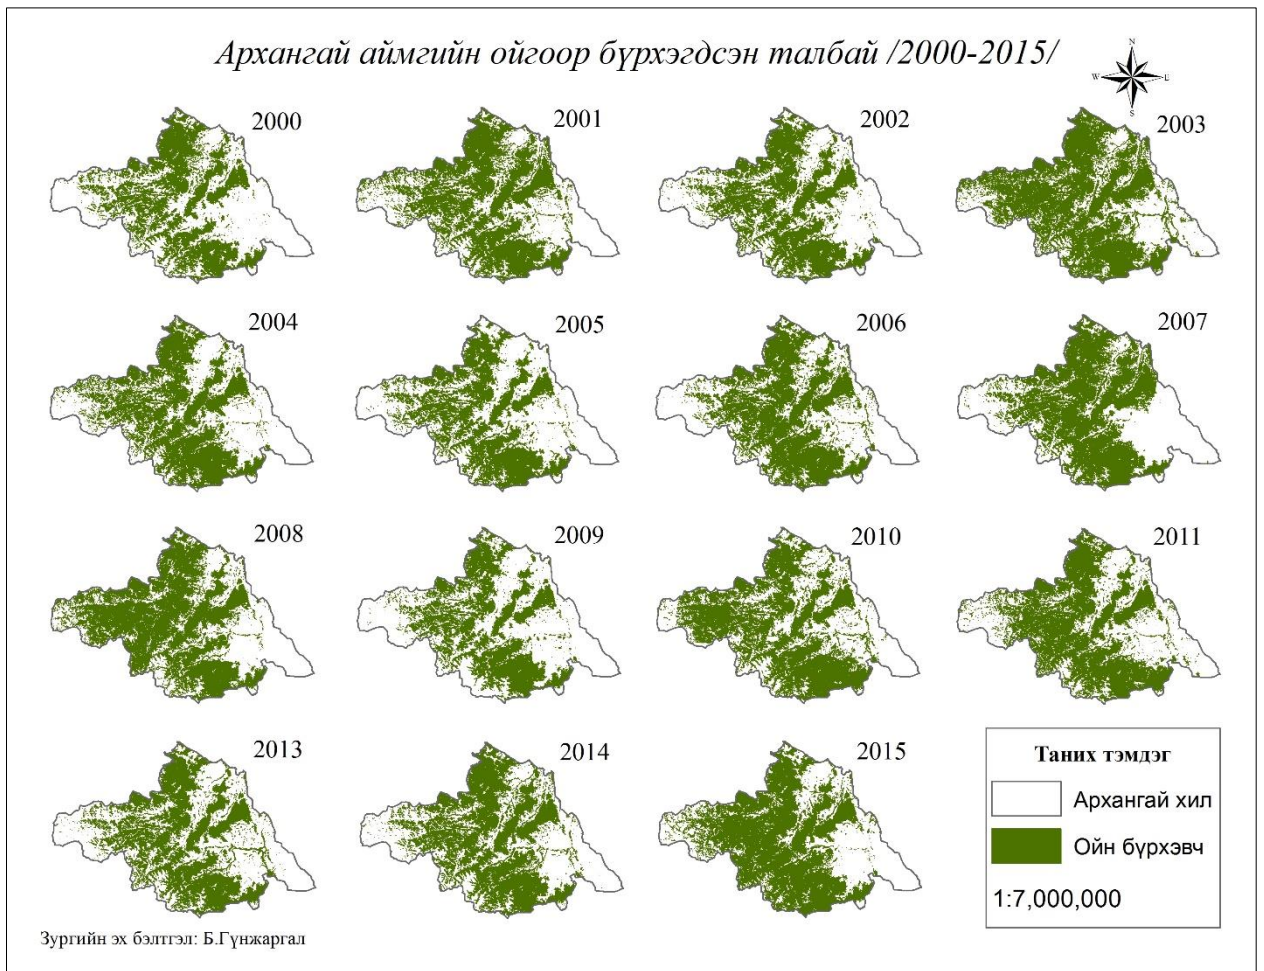 Архангай аймгийн ойгоор бүрхэгдсэн талбай /2000-2015/
N
W E
S
2000
2001
2002
2003
2004
2005
2006
2007
2008
2009
2010
2011
2013
2014
2015
Таних тэмдэг
Архангай хил
Ойн бүрхэвч
1:7,000,000
Зургийн эх бэлтгэл: Б.Гүнжаргал